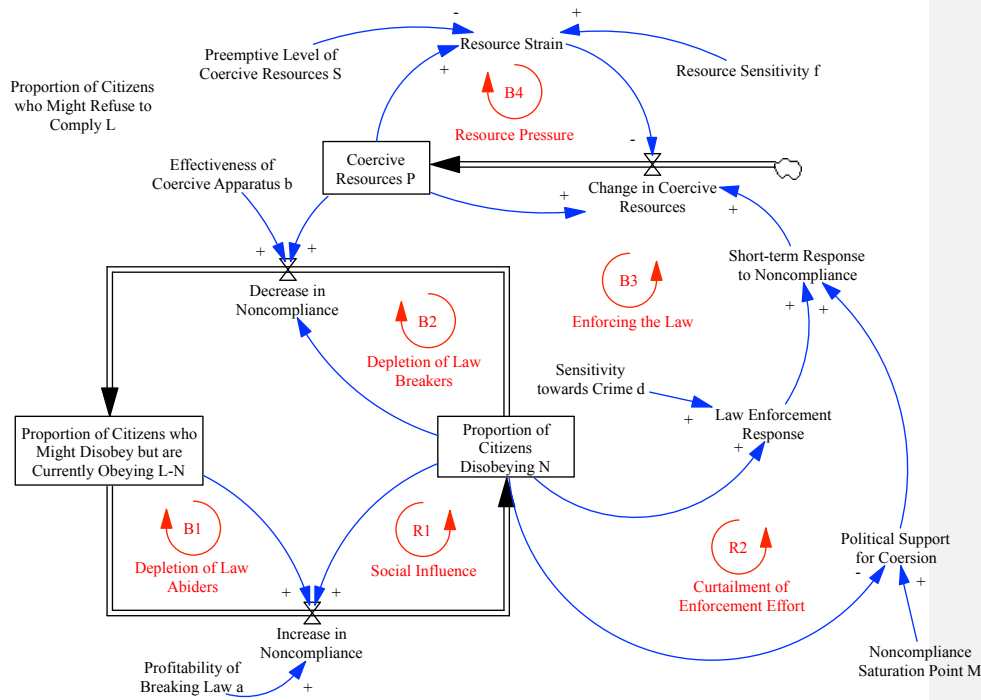 -
+
Preemptive Level of
Coercive Resources S
Resource Strain
+
Resource Sensitivity f
+
Proportion of Citizens
who Might Refuse to
Comply L
B4
Resource Pressure
-
Effectiveness of
Coercive Apparatus b
Coercive
Resources P
+
Change in Coercive
Resources
+
+
+
Short-term Response
to Noncompliance
Decrease in
Noncompliance
B3
Enforcing the Law
+
+
B2
Depletion of Law
Breakers
Sensitivity
towards Crime d
+
Law Enforcement
Response
+
Proportion of Citizens who
Might Disobey but are
Currently Obeying L-N
Proportion of
Citizens
Disobeying N
B1
Depletion of Law
Abiders
R1
Social Influence
R2
Curtailment of
Enforcement Effort
Political Support
for Coersion
-
+
+
+
Increase in
Noncompliance
Profitability of
Breaking Law a
+
Noncompliance
Saturation Point M